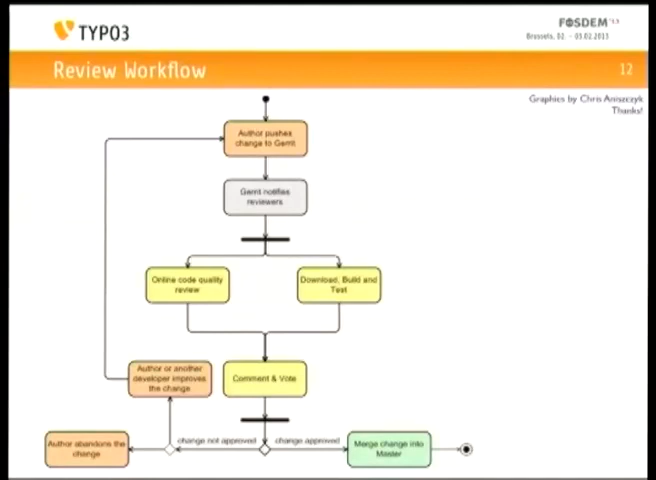 TYPO3
FOSDEM'13
Brussels, 02. - 03.02.2013
Review Workflow
12
Graphics by Chris Aniszczyk
Thanks!
Author pushes
change to Gerrit
Gerrit notifies
reviewers
Online code quality
review
Download, Build and
Test
Author or another
developer improves
the change
Comment & Vote
Author abandons the
change
change not approved
change approved
Merge change into
Master